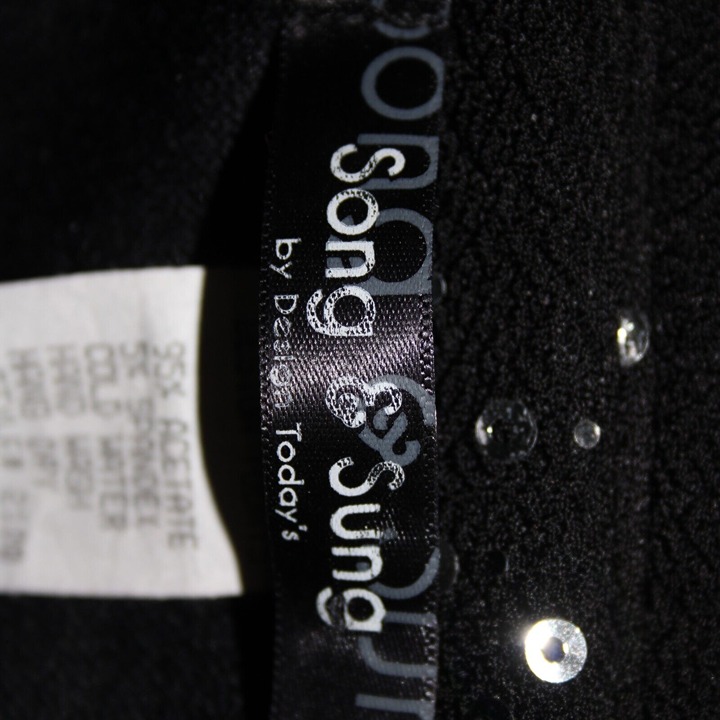 Song & Sung
by Design Today's
95% ACETATE
5% SPANDEX
COLD WATER
HAND WASH
HANG DRY